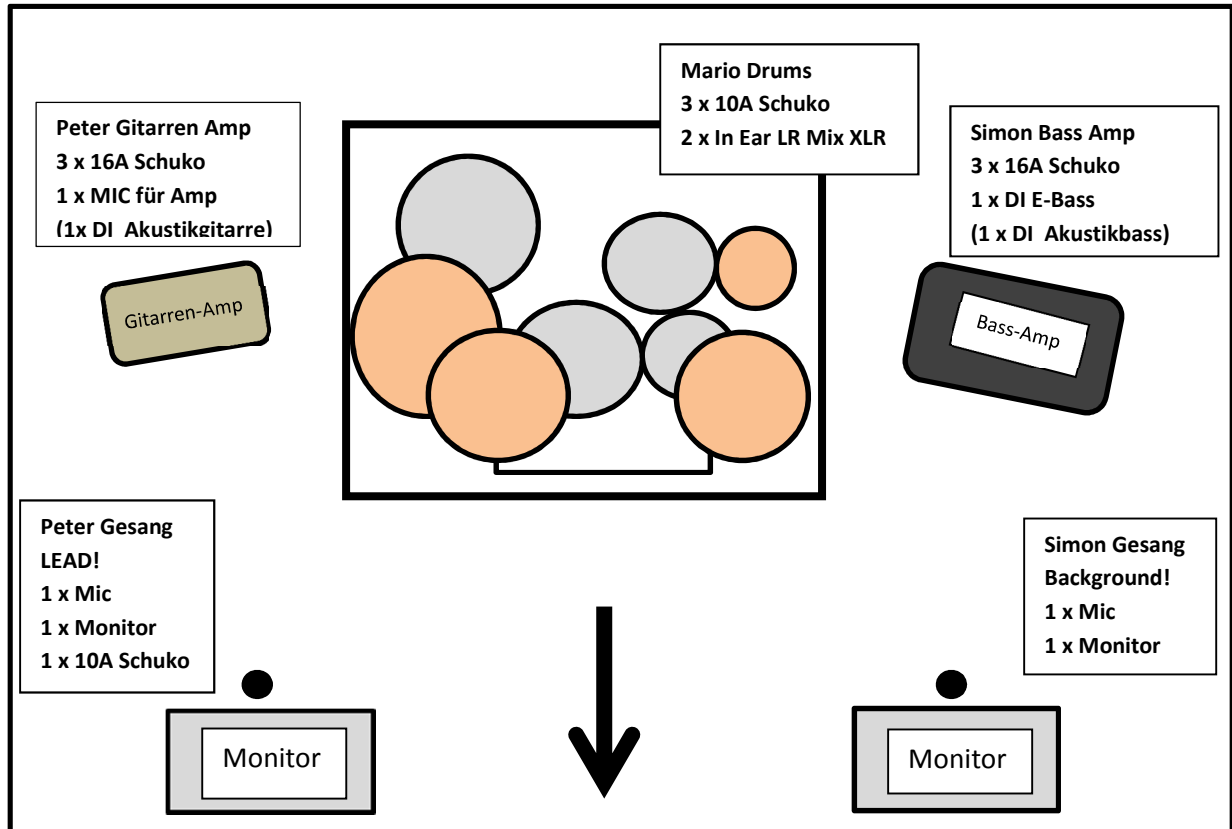 Mario Drums
3 x 10A Schuko
2 x In Ear LR Mix XLR
Peter Gitarren Amp
3 x 16A Schuko
1 x MIC für Amp
(1x DI Akustikgitarre)
Simon Bass Amp
3 x 16A Schuko
1 x DI E-Bass
(1 x DI Akustikbass)
Gitarren-Amp
Bass-Amp
Peter Gesang
LEAD!
1 x Mic
1 x Monitor
1 x 10A Schuko
Simon Gesang
Background!
1 x Mic
1 x Monitor
Monitor
Monitor